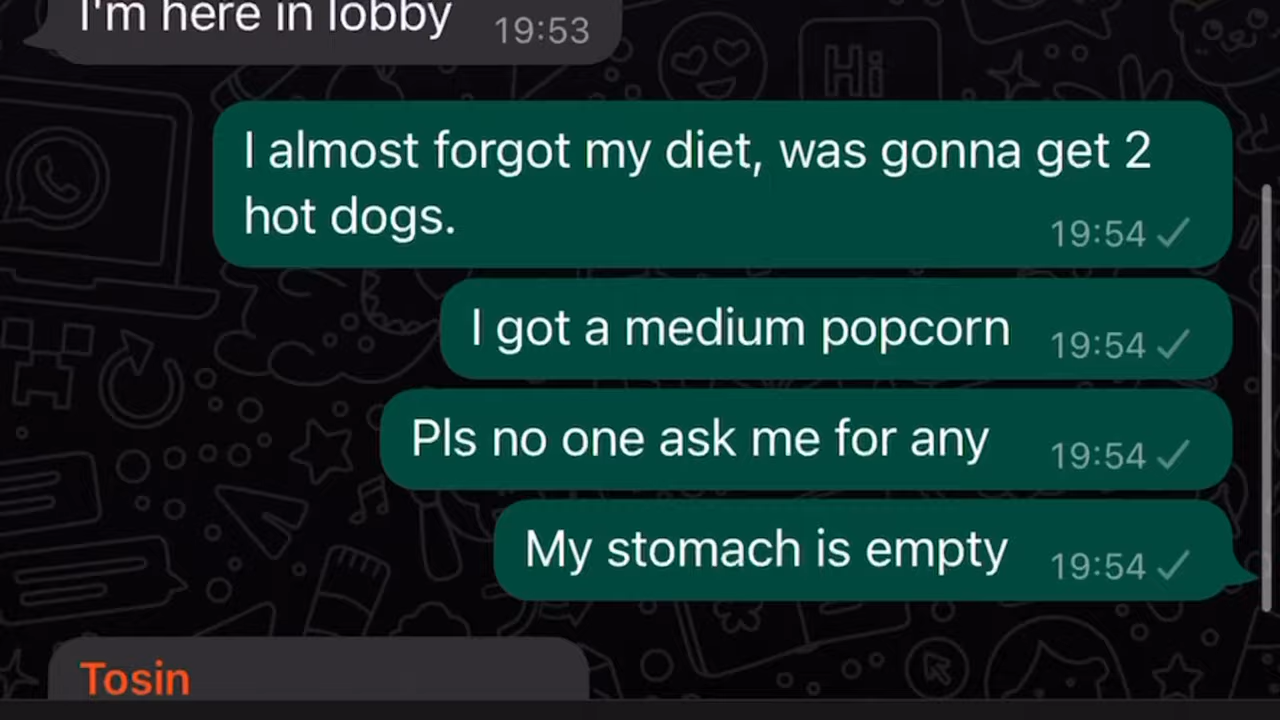 I'm here in lobby 19:53
Hi
I almost forgot my diet, was gonna get 2
hot dogs.
19:54
I got a medium popcorn 19:54
Pls no one ask me for any 19:54
My stomach is empty 19:54
Tosin